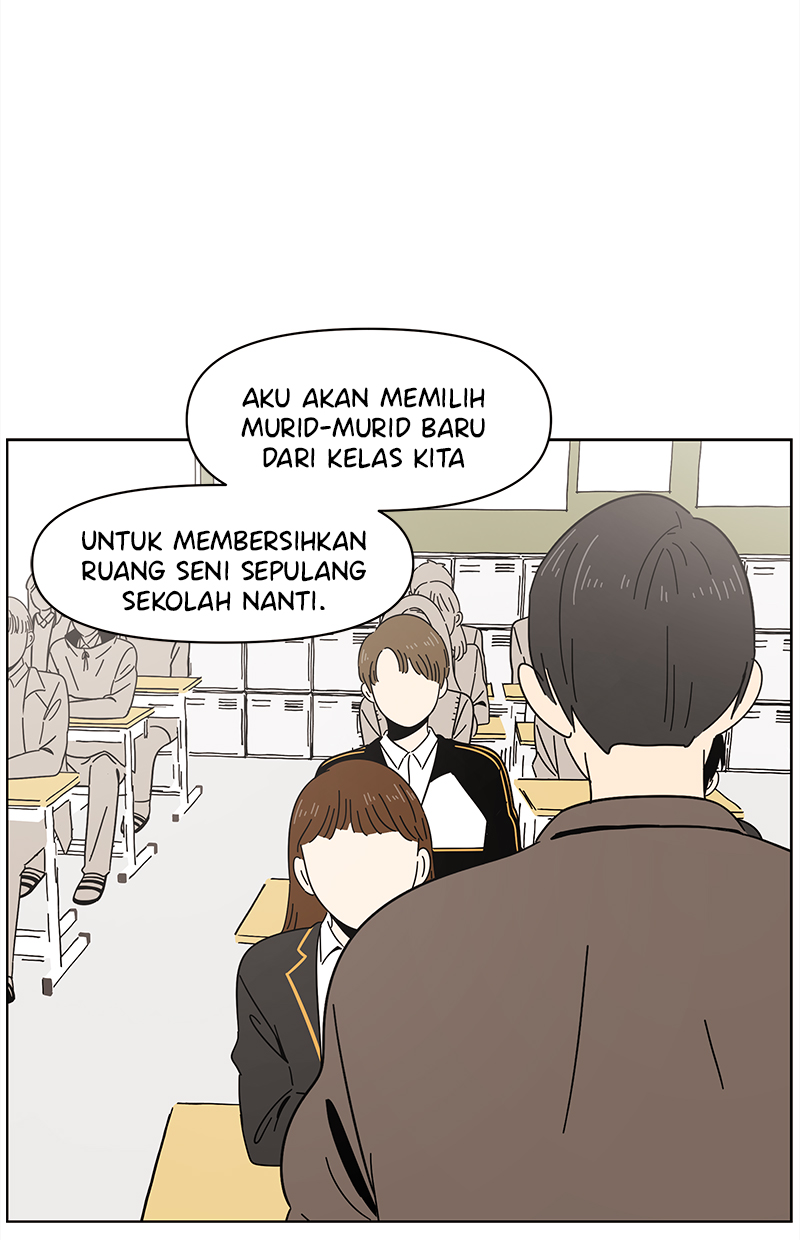 AKU AKAN MEMILIH
MURID-MURID BARU
DARI KELAS KITA
UNTUK MEMBERSIHKAN
RUANG SENI SEPULANG
SEKOLAH NANTI.